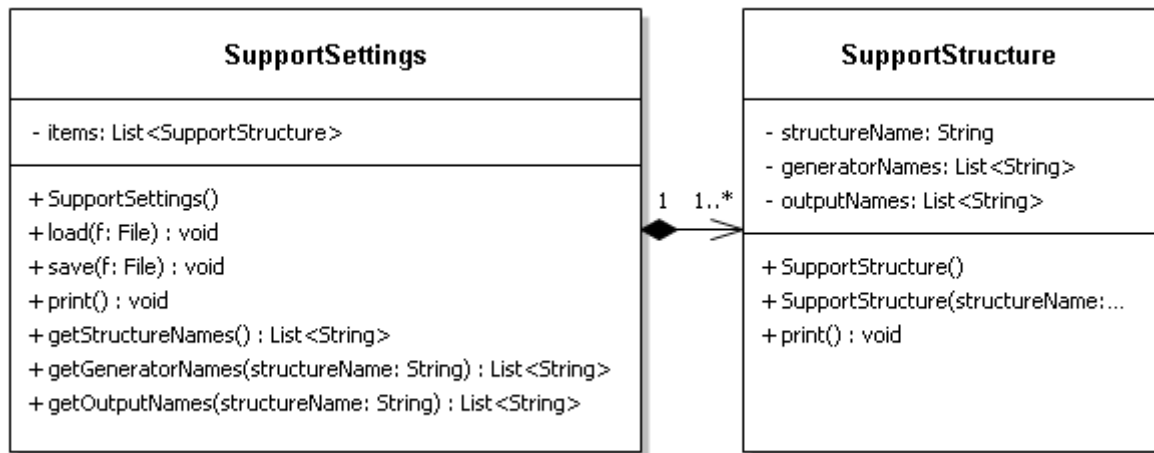 SupportSettings
- items: List<SupportStructure>
+ SupportSettings()
+ load(f: File) : void
+ save(f: File) : void
+ print() : void
+ getStructureNames() : List<String>
+ getGeneratorNames(structureName: String) : List<String>
+ getOutputNames(structureName: String) : List<String>
1 1..*
SupportStructure
- structureName: String
- generatorNames: List<String>
- outputNames: List<String>
+ SupportStructure()
+ SupportStructure(structureName:...
+ print() : void